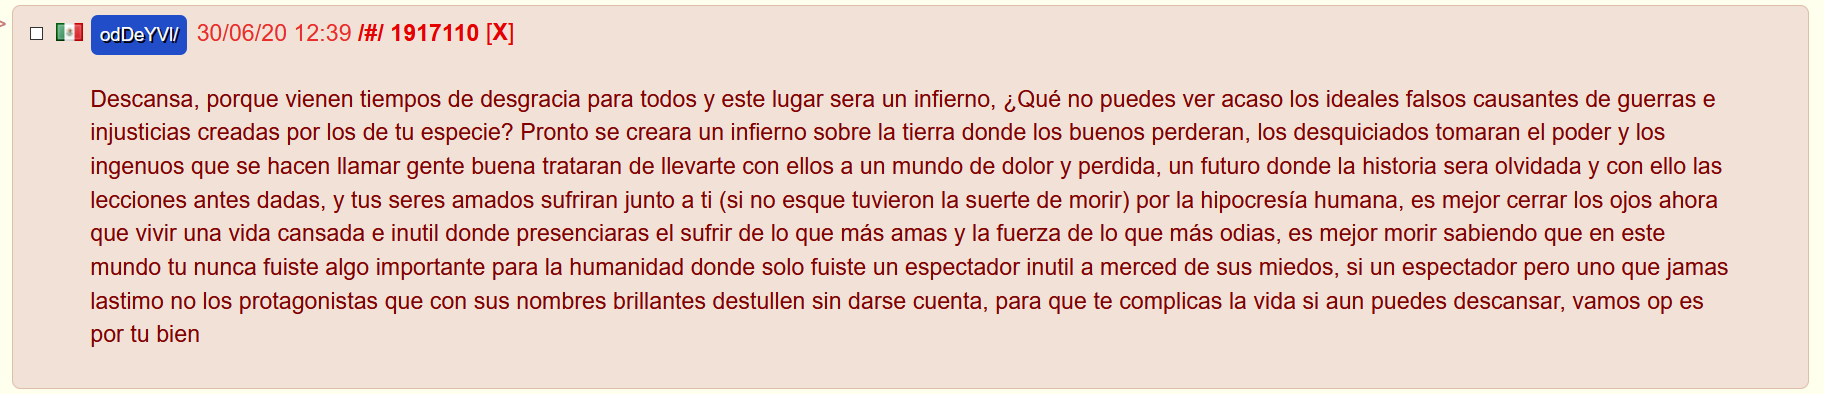 odDeYVl/ 30/06/20 12:39 /#/ 1917110 [X]
Descansa, porque vienen tiempos de desgracia para todos y este lugar sera un infierno, ¿Qué no puedes ver acaso los ideales falsos causantes de guerras e
injusticias creadas por los de tu especie? Pronto se creara un infierno sobre la tierra donde los buenos perderan, los desquiciados tomaran el poder y los
ingenuos que se hacen llamar gente buena trataran de llevarte con ellos a un mundo de dolor y perdida, un futuro donde la historia sera olvidada y con ello las
lecciones antes dadas, y tus seres amados sufriran junto a ti (si no esque tuvieron la suerte de morir) por la hipocresía humana, es mejor cerrar los ojos ahora
que vivir una vida cansada e inutil donde presenciaras el sufrir de lo que más amas y la fuerza de lo que más odias, es mejor morir sabiendo que en este
mundo tu nunca fuiste algo importante para la humanidad donde solo fuiste un espectador inutil a merced de sus miedos, si un espectador pero uno que jamas
lastimo no los protagonistas que con sus nombres brillantes destullen sin darse cuenta, para que te complicas la vida si aun puedes descansar, vamos op es
por tu bien